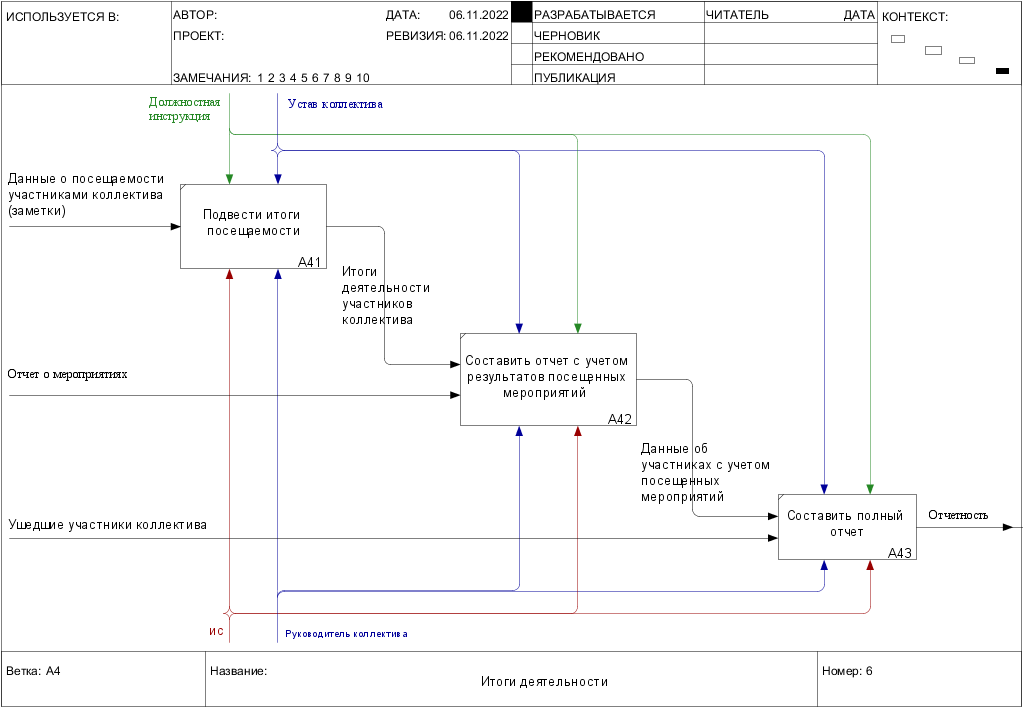 ИСПОЛЬЗУЕТСЯ В:
АВТОР:
ДАТА: 06.11.2022
РАЗРАБАТЫВАЕТСЯ
ЧИТАТЕЛЬ
ДАТА
КОНТЕКСТ:
ПРОЕКТ:
РЕВИЗИЯ: 06.11.2022
ЧЕРНОВИК
РЕКОМЕНДОВАНО
ЗАМЕЧАНИЯ: 1 2 3 4 5 6 7 8 9 10
ПУБЛИКАЦИЯ
Должностная
инструкция
Устав коллектива
Данные о посещаемости
участниками коллектива
(заметки)
Подвести итоги
посещаемости
A41
Итоги
деятельности
участников
коллектива
Отчет о мероприятиях
Составить отчет с учетом
результатов посещенных
мероприятий
A42
Данные об
участниках с учетом
посещенных
мероприятий
Ушедшие участники коллектива
Составить полный
отчет
A43
Отчетность
ИС
Руководитель коллектива
Ветка: A4
Название:
Итоги деятельности
Номер: 6